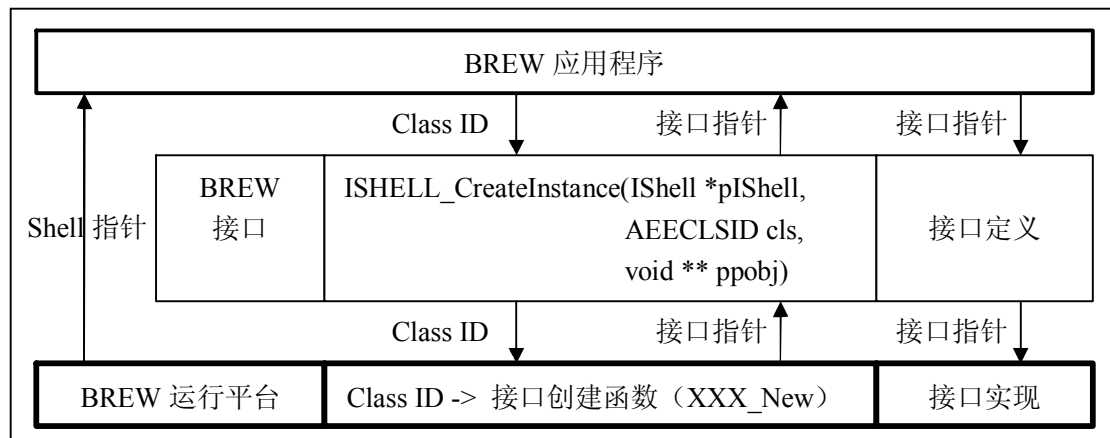 BREW 应用程序
Class ID 接口指针 接口指针
BREW 接口
ISHELL_CreateInstance(IShell *pIShell,
AEECLSID cls,
void ** ppobj)
接口定义
Shell 指针
Class ID 接口指针 接口指针
BREW 运行平台 Class ID -> 接口创建函数（XXX_New） 接口实现